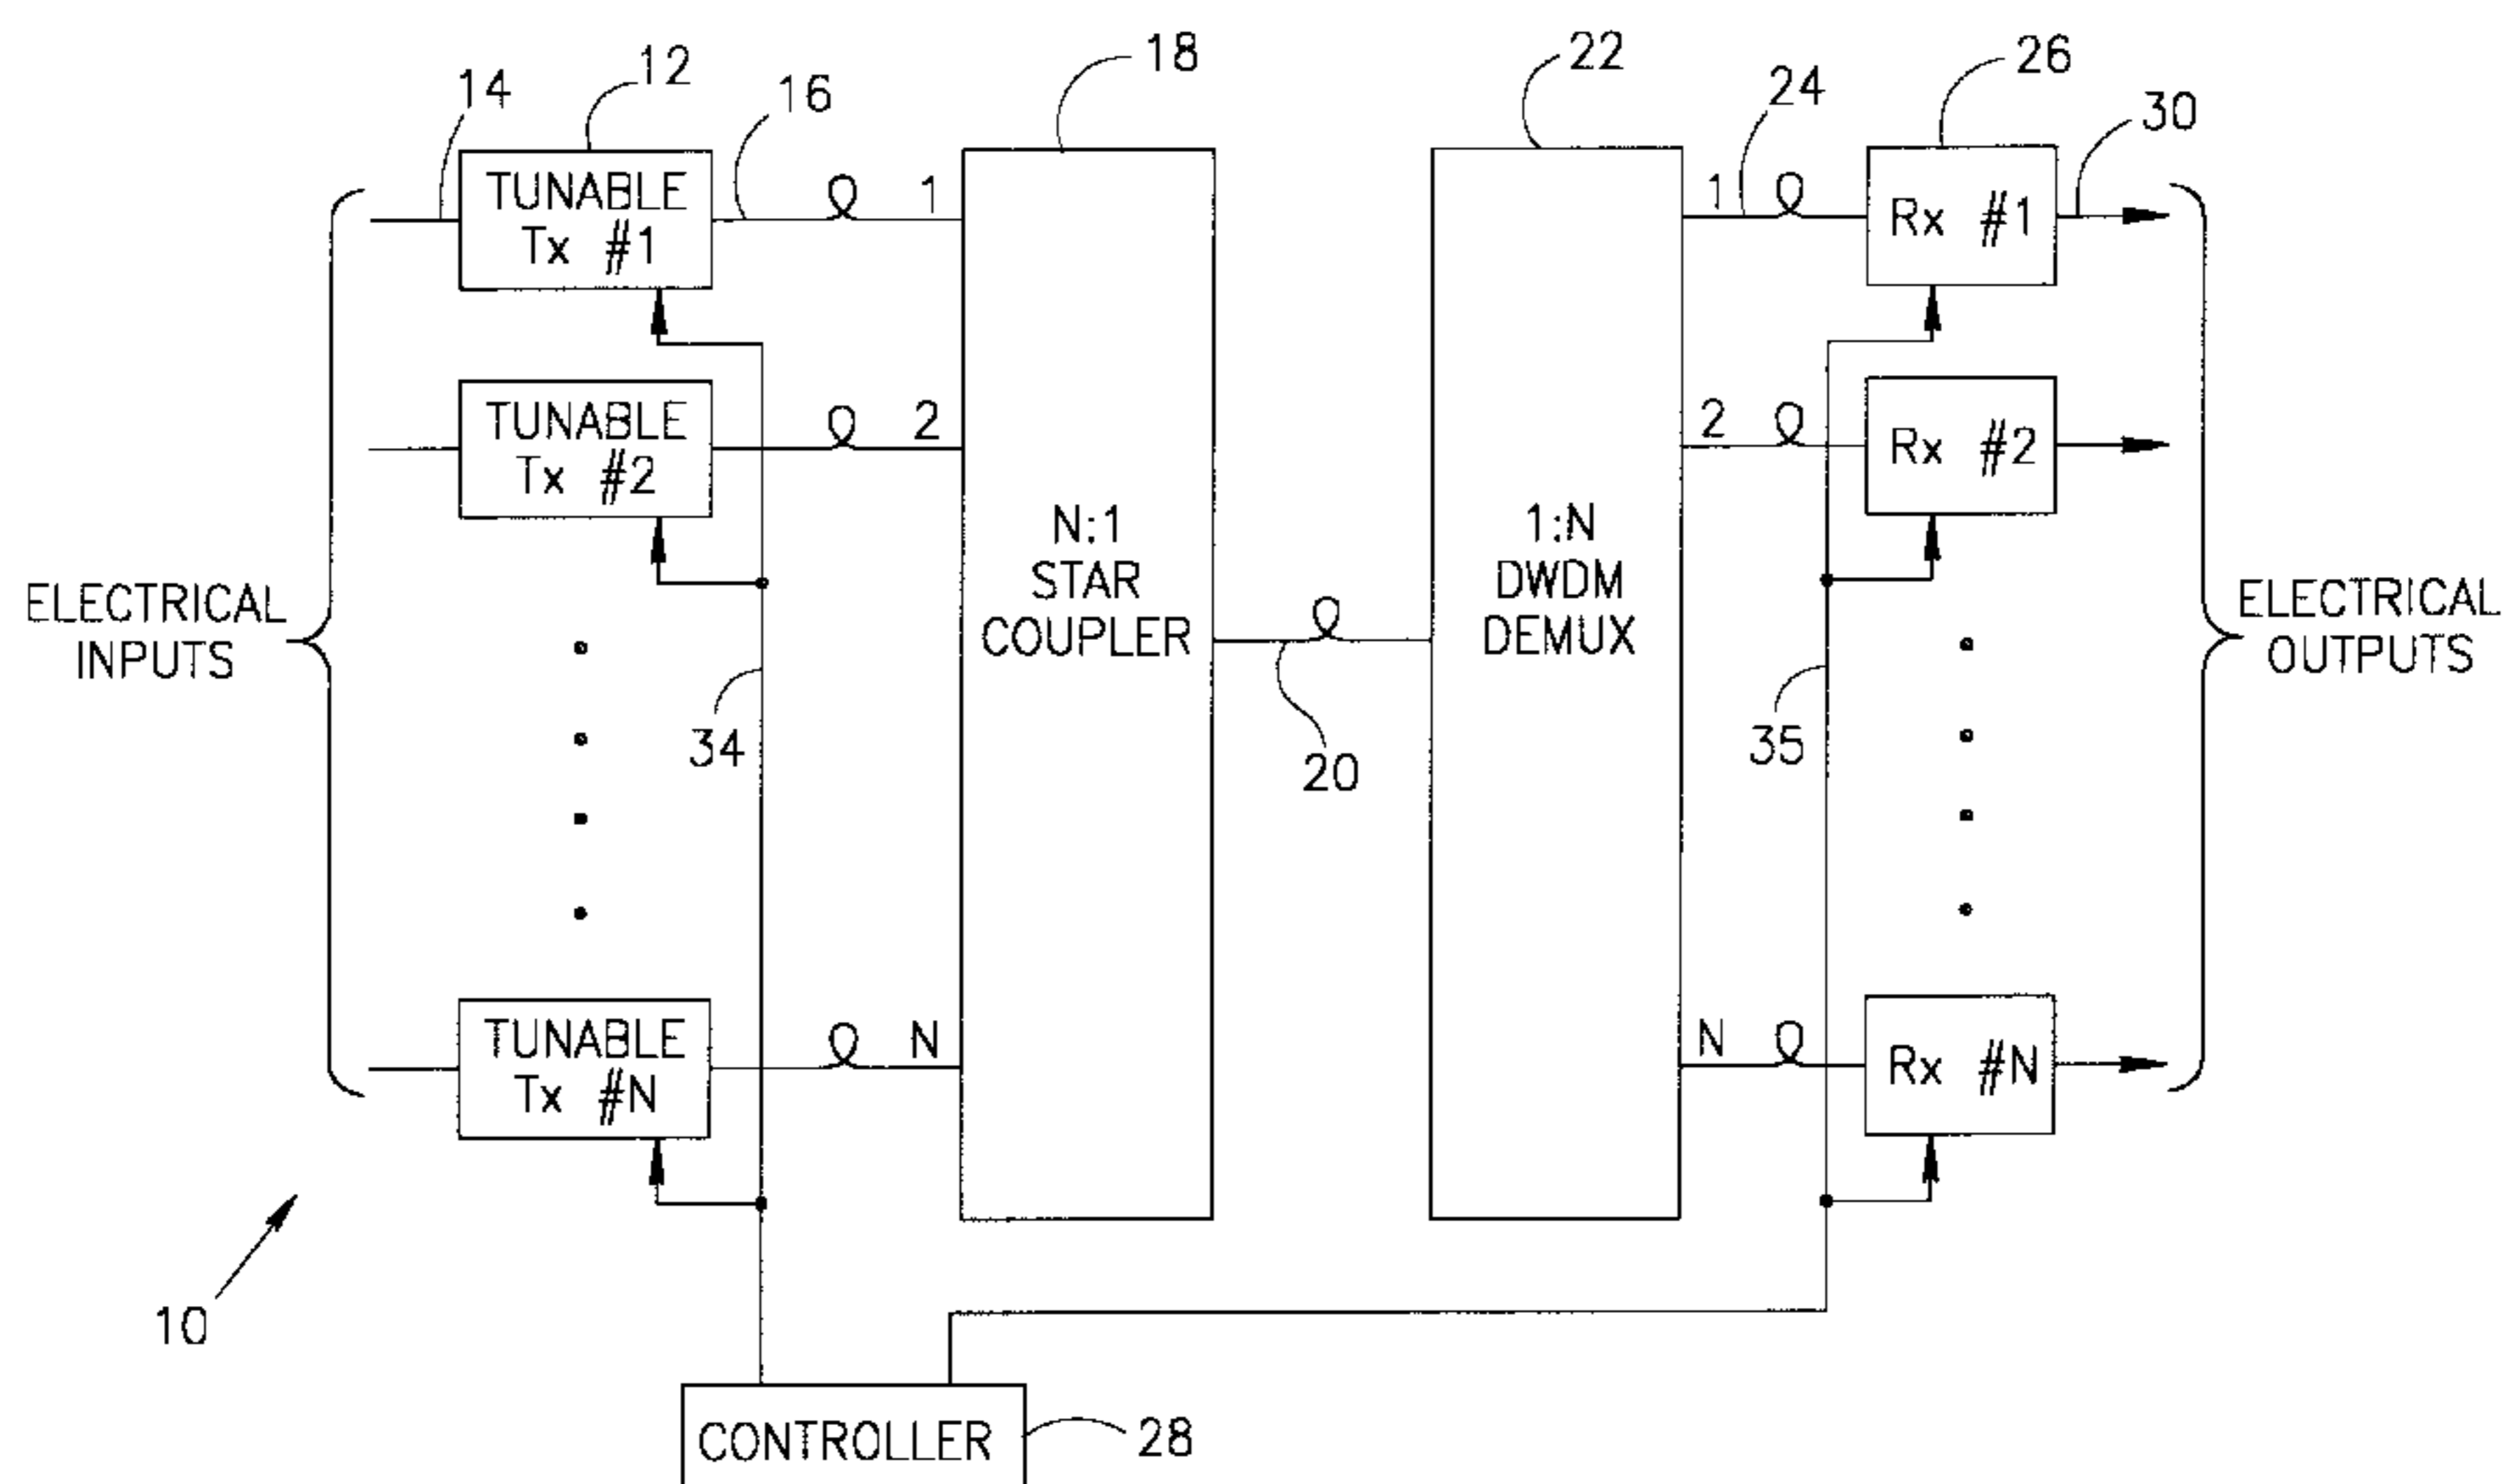 14
12
16
18
22
24
26
30
TUNABLE
Tx #1
1
1
Rx #1
TUNABLE
Tx #2
2
2
Rx #2
N:1
STAR
COUPLER
1:N
DWDM
DEMUX
ELECTRICAL
INPUTS
ELECTRICAL
OUTPUTS
34
20
35
TUNABLE
Tx #N
N
N
Rx #N
10
CONTROLLER
28